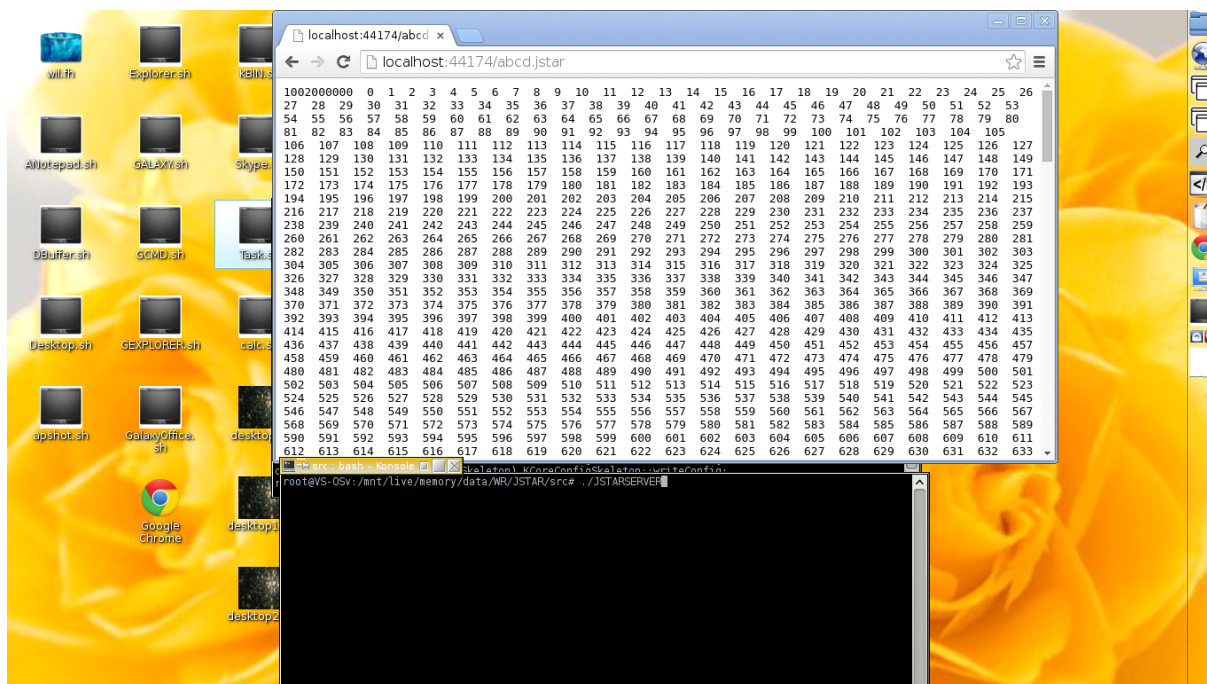 localhost:44174/abcd
localhost:44174/abcd.jstar
1002000000 0 1 2 3 4 5 6 7 8 9 10 11 12 13 14 15 16 17 18 19 20 21 22 23 24 25 26
27 28 29 30 31 32 33 34 35 36 37 38 39 40 41 42 43 44 45 46 47 48 49 50 51 52 53
54 55 56 57 58 59 60 61 62 63 64 65 66 67 68 69 70 71 72 73 74 75 76 77 78 79 80
81 82 83 84 85 86 87 88 89 90 91 92 93 94 95 96 97 98 99 100 101 102 103 104 105
106 107 108 109 110 111 112 113 114 115 116 117 118 119 120 121 122 123 124 125 126 127
128 129 130 131 132 133 134 135 136 137 138 139 140 141 142 143 144 145 146 147 148 149
150 151 152 153 154 155 156 157 158 159 160 161 162 163 164 165 166 167 168 169 170 171
172 173 174 175 176 177 178 179 180 181 182 183 184 185 186 187 188 189 190 191 192 193
194 195 196 197 198 199 200 201 202 203 204 205 206 207 208 209 210 211 212 213 214 215
216 217 218 219 220 221 222 223 224 225 226 227 228 229 230 231 232 233 234 235 236 237
238 239 240 241 242 243 244 245 246 247 248 249 250 251 252 253 254 255 256 257 258 259
260 261 262 263 264 265 266 267 268 269 270 271 272 273 274 275 276 277 278 279 280 281
282 283 284 285 286 287 288 289 290 291 292 293 294 295 296 297 298 299 300 301 302 303
304 305 306 307 308 309 310 311 312 313 314 315 316 317 318 319 320 321 322 323 324 325
326 327 328 329 330 331 332 333 334 335 336 337 338 339 340 341 342 343 344 345 346 347
348 349 350 351 352 353 354 355 356 357 358 359 360 361 362 363 364 365 366 367 368 369
370 371 372 373 374 375 376 377 378 379 380 381 382 383 384 385 386 387 388 389 390 391
392 393 394 395 396 397 398 399 400 401 402 403 404 405 406 407 408 409 410 411 412 413
414 415 416 417 418 419 420 421 422 423 424 425 426 427 428 429 430 431 432 433 434 435
436 437 438 439 440 441 442 443 444 445 446 447 448 449 450 451 452 453 454 455 456 457
458 459 460 461 462 463 464 465 466 467 468 469 470 471 472 473 474 475 476 477 478 479
480 481 482 483 484 485 486 487 488 489 490 491 492 493 494 495 496 497 498 499 500 501
502 503 504 505 506 507 508 509 510 511 512 513 514 515 516 517 518 519 520 521 522 523
524 525 526 527 528 529 530 531 532 533 534 535 536 537 538 539 540 541 542 543 544 545
546 547 548 549 550 551 552 553 554 555 556 557 558 559 560 561 562 563 564 565 566 567
568 569 570 571 572 573 574 575 576 577 578 579 580 581 582 583 584 585 586 587 588 589
590 591 592 593 594 595 596 597 598 599 600 601 602 603 604 605 606 607 608 609 610 611
612 613 614 615 616 617 618 619 620 621 622 623 624 625 626 627 628 629 630 631 632 633
src : bash – Konsole
Skeleton) KCoreConfigSkeleton::writeConfig:
root@VS-OSv:/mnt/live/memory/data/WR/JSTAR/src# ./JSTARSERVER
wil.fh
Explorer.sh
KBIN.s
ANotepad.sh
GALAXY.sh
Skype.
DBuffer.sh
GCMD.sh
Task.s
Desktop.sh
GEXPLORER.sh
calc.s
apshot.sh
GalaxyOffice.
sh
desktop
Google
Chrome
desktop1
desktop2